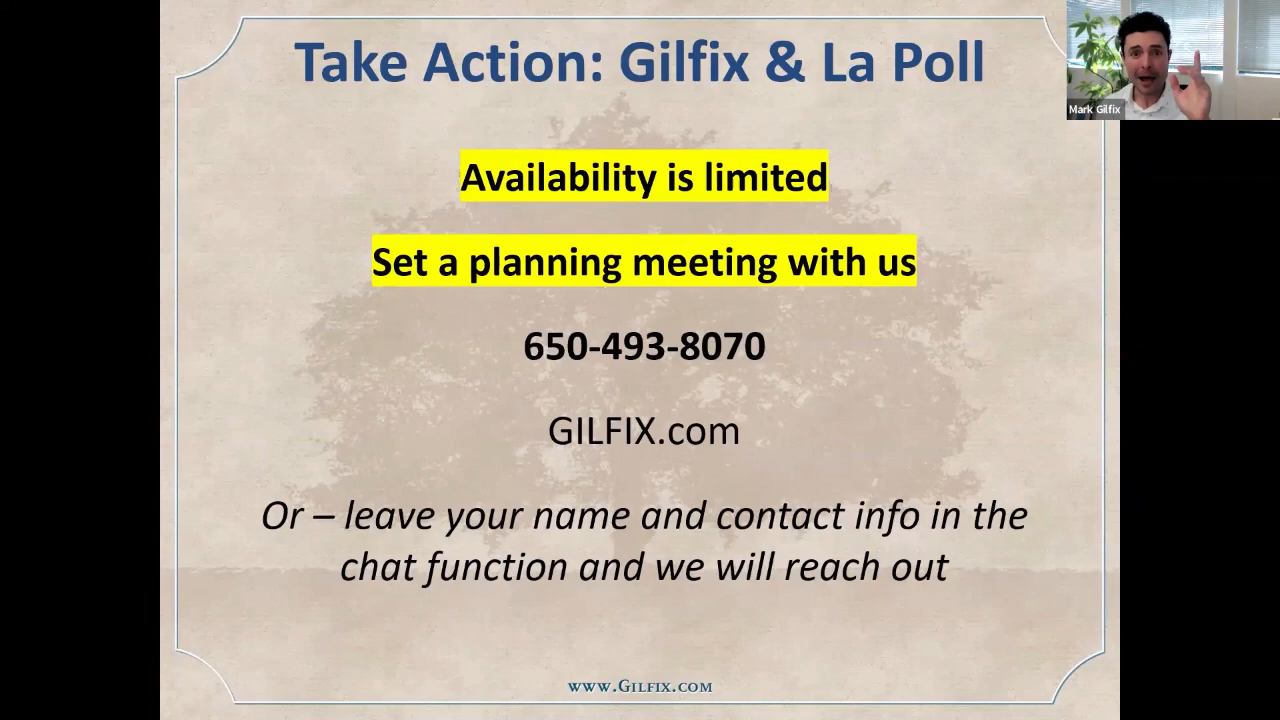 Take Action: Gilfix & La Poll
Mark Gilfix
Availability is limited
Set a planning meeting with us
650-493-8070
GILFIX.com
Or – leave your name and contact info in the
chat function and we will reach out
www.Gilfix.com